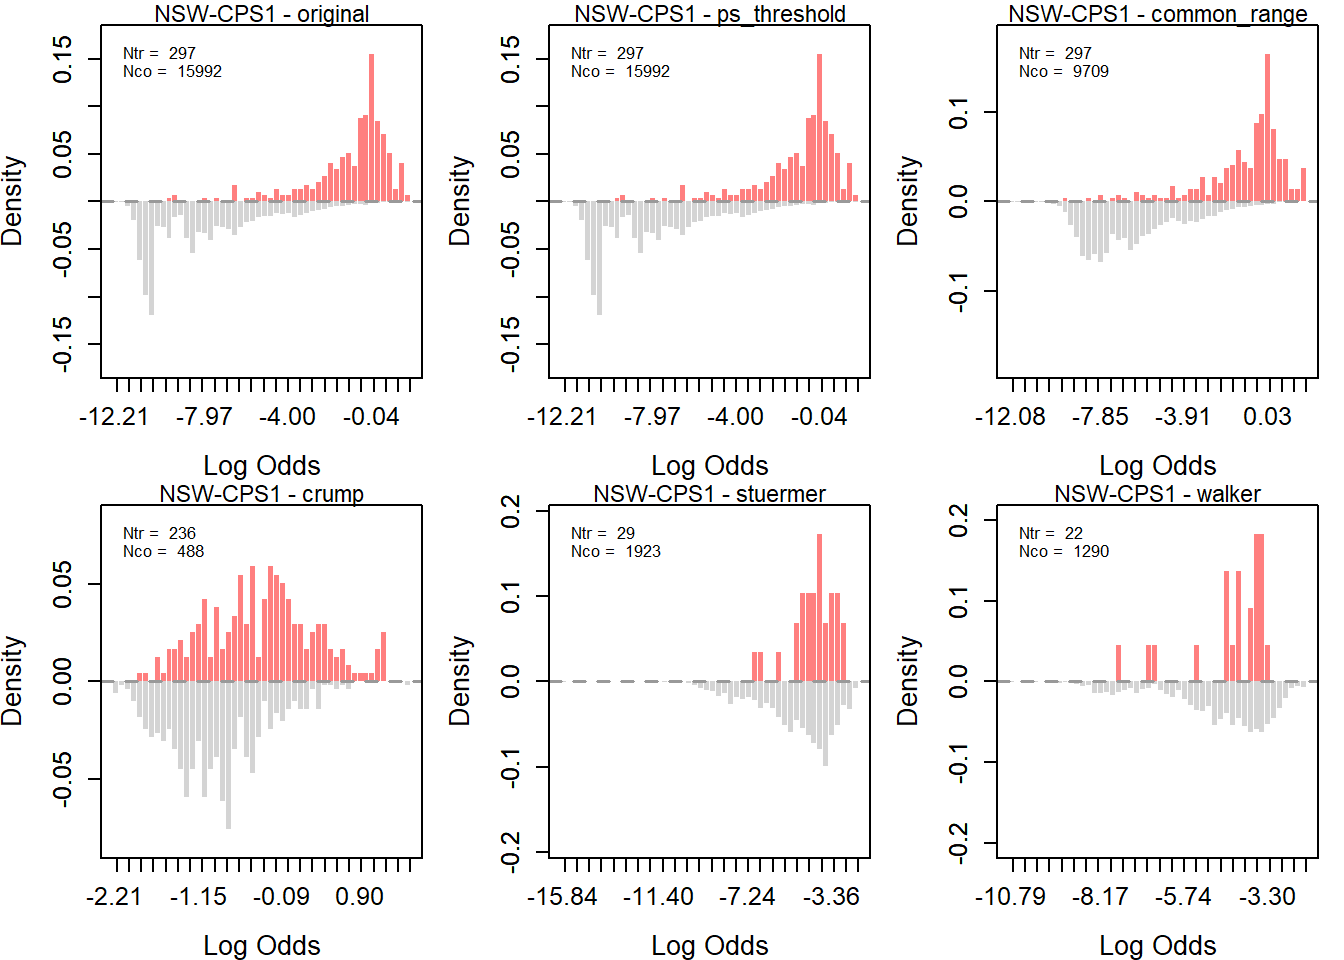 NSW-CPS1 - original
Ntr = 297
Nco = 15992
0.15
0.05
-0.05
-0.15
Density
-12.21 -7.97 -4.00 -0.04
Log Odds
NSW-CPS1 - ps_threshold
Ntr = 297
Nco = 15992
0.15
0.05
-0.05
-0.15
Density
-12.21 -7.97 -4.00 -0.04
Log Odds
NSW-CPS1 - common_range
Ntr = 297
Nco = 9709
0.1
0.0
-0.1
Density
-12.08 -7.85 -3.91 0.03
Log Odds
NSW-CPS1 - crump
Ntr = 236
Nco = 488
0.05
0.00
-0.05
Density
-2.21 -1.15 -0.09 0.90
Log Odds
NSW-CPS1 - stuermer
Ntr = 29
Nco = 1923
0.2
0.1
0.0
-0.1
-0.2
Density
-15.84 -11.40 -7.24 -3.36
Log Odds
NSW-CPS1 - walker
Ntr = 22
Nco = 1290
0.2
0.1
0.0
-0.1
-0.2
Density
-10.79 -8.17 -5.74 -3.30
Log Odds